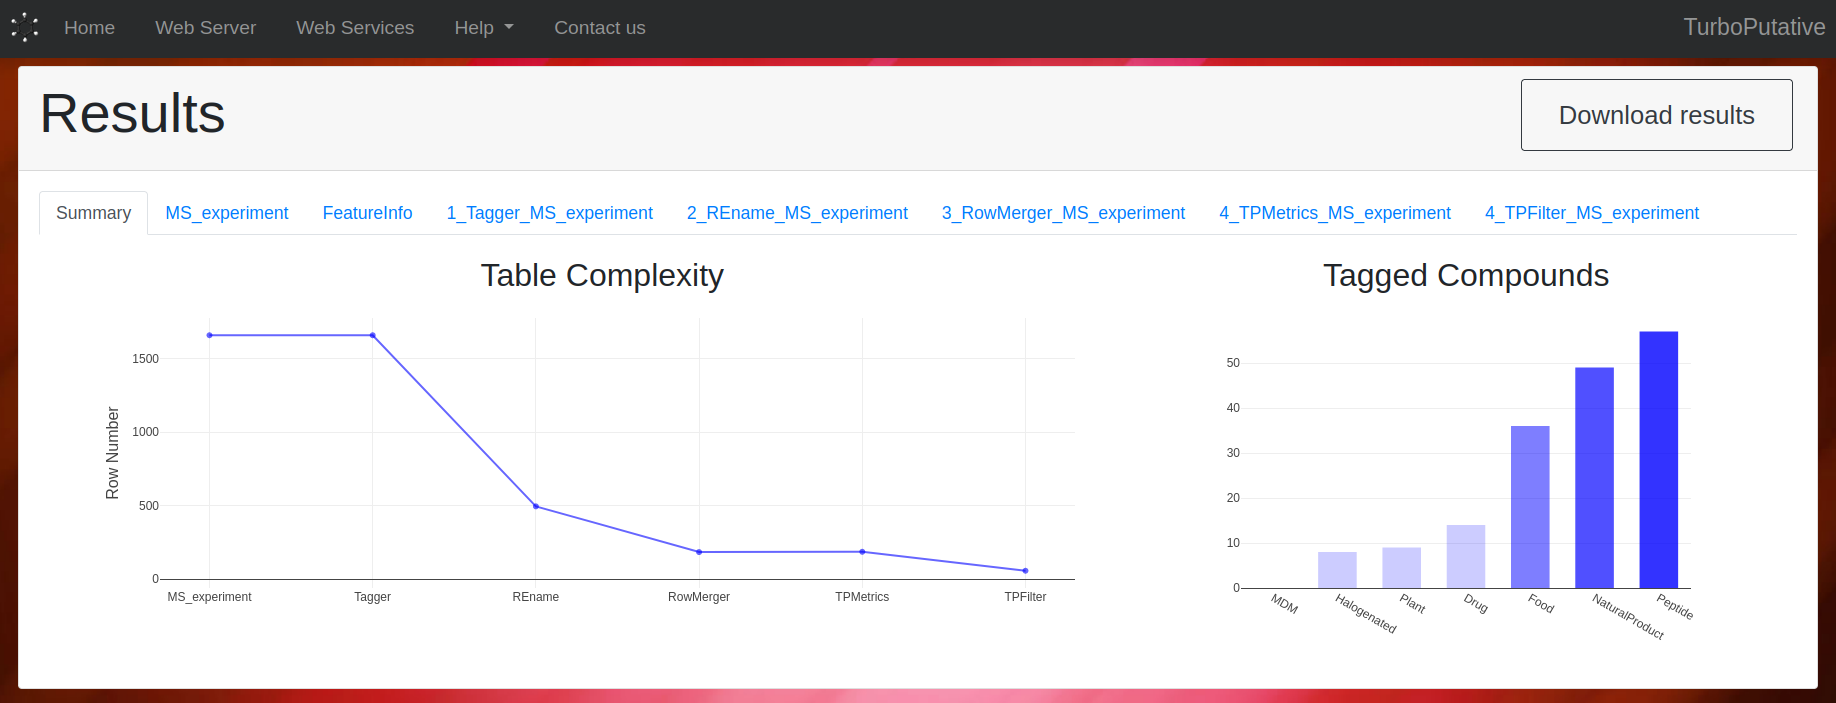 Home Web Server Web Services Help Contact us TurboPutative
Results
Download results
Summary MS_experiment FeatureInfo 1_Tagger_MS_experiment 2_REname_MS_experiment 3_RowMerger_MS_experiment 4_TPMetrics_MS_experiment 4_TPFilter_MS_experiment
Table Complexity
Row Number
1500
1000
500
0
MS_experiment Tagger REname RowMerger TPMetrics TPFilter
Tagged Compounds
50
40
30
20
10
0
MDM Halogenated Plant Drug Food NaturalProduct Peptide